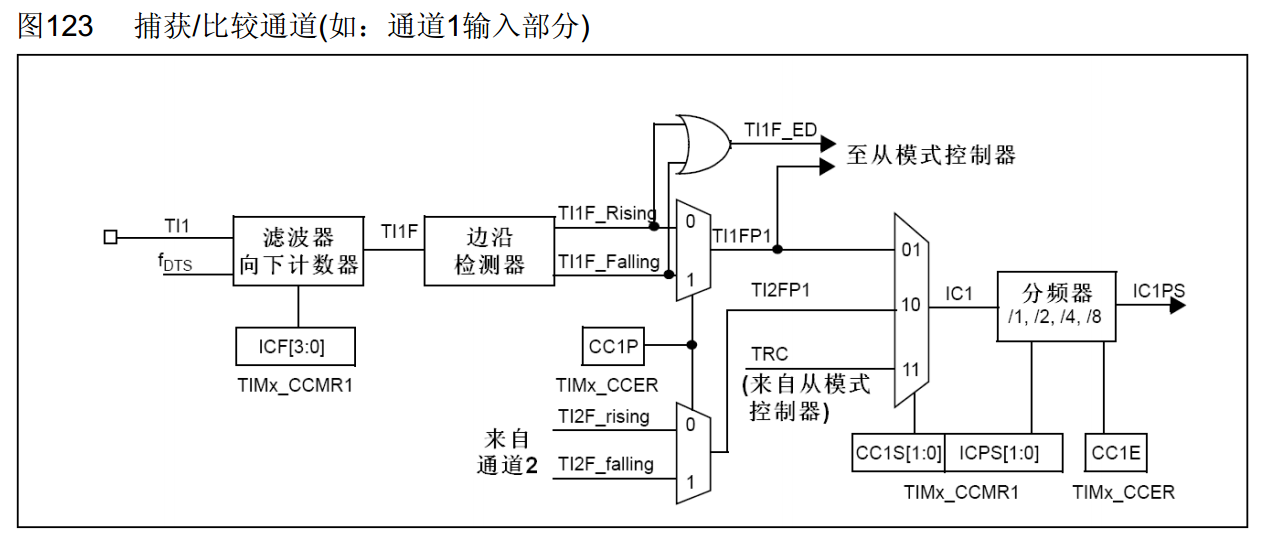 图123 捕获/比较通道(如：通道1输入部分)
TI1F_ED
至从模式控制器
TI1
fDTS
滤波器
向下计数器
TI1F
边沿
检测器
TI1F_Rising
TI1F_Falling
0
1
TI1FP1
01
10
11
TI2FP1
IC1
分频器
/1, /2, /4, /8
IC1PS
ICF[3:0]
TIMx_CCMR1
CC1P
TIMx_CCER
TRC
(来自从模式
控制器)
TI2F_rising
TI2F_falling
来自
通道2
0
1
CC1S[1:0]
ICPS[1:0]
TIMx_CCMR1
CC1E
TIMx_CCER